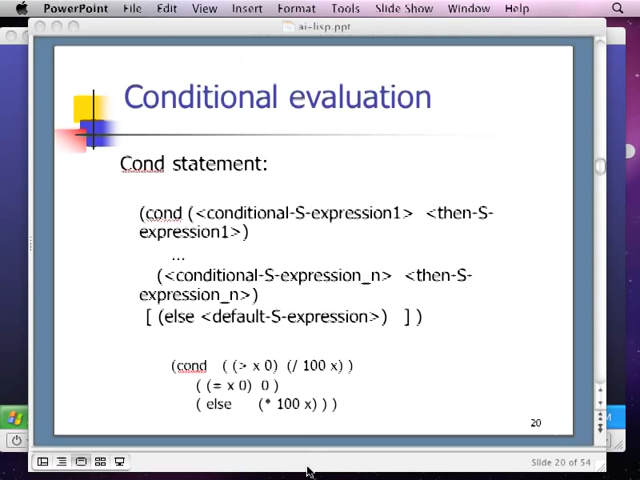 PowerPoint File Edit View Insert Format Tools Slide Show Window Help
ai-lisp.ppt
Conditional evaluation
Cond statement:
(cond (<conditional-S-expression1> <then-S-
expression1>)
...
(<conditional-S-expression_n> <then-S-
expression_n>)
[ (else <default-S-expression>) ] )
(cond ( (> x 0) (/ 100 x) )
( (= x 0) 0 )
( else (* 100 x) ) )
20
Slide 20 of 54